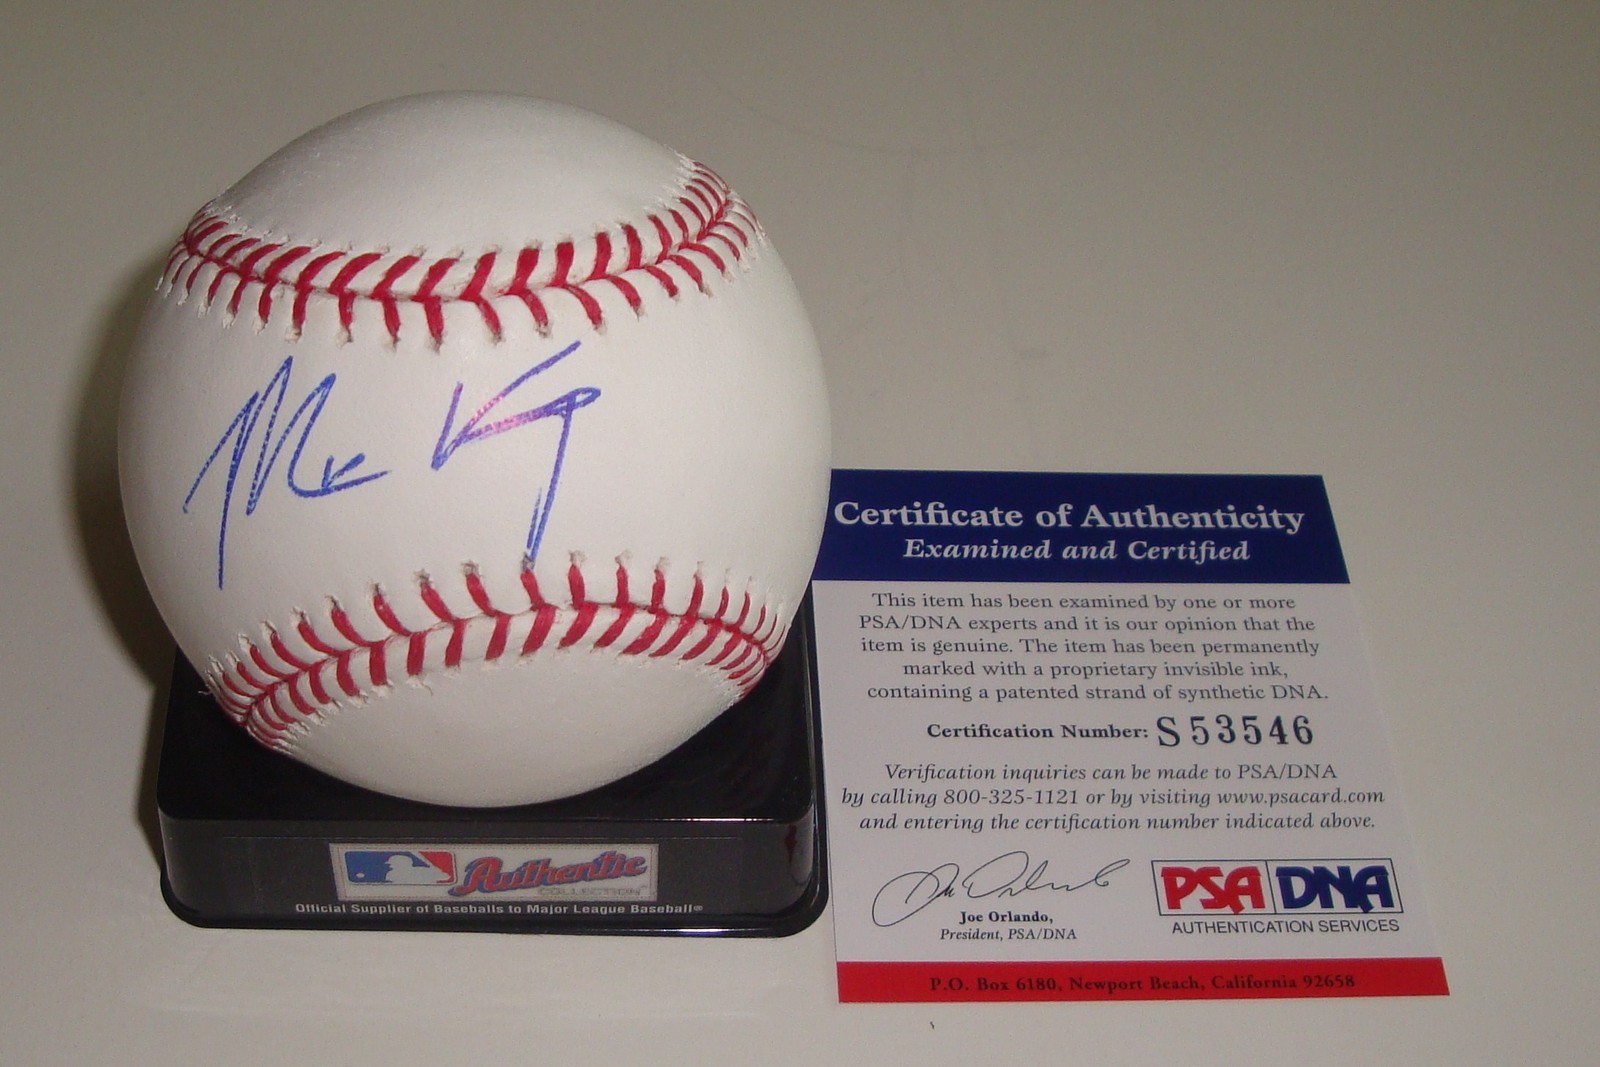 Certificate of Authenticity
Examined and Certified
This item has been examined by one or more
PSA/DNA experts and it is our opinion that the
item is genuine. The item has been permanently
marked with a proprietary invisible ink,
containing a patented strand of synthetic DNA.
Certification Number: S53546
Verification inquiries can be made to PSA/DNA
by calling 800-325-1121 or by visiting www.psacard.com
and entering the certification number indicated above.
Joe Orlando,
President, PSA/DNA
PSA DNA
AUTHENTICATION SERVICES
P.O. Box 6180, Newport Beach, California 92658
Authentic
COLLECTION
Official Supplier of Baseballs to Major League Baseball®